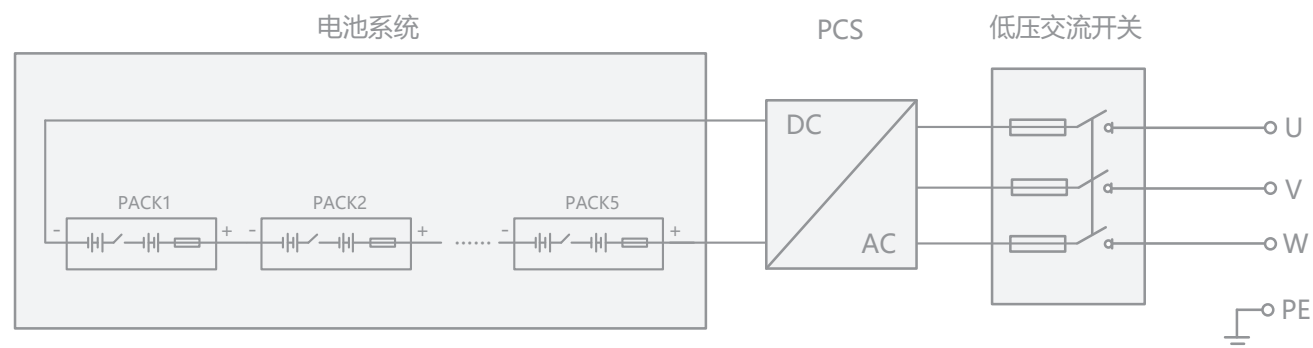 电池系统
PCS
低压交流开关
DC
AC
PACK1
PACK2
PACK5
- + - + ...... - +
U
V
W
PE